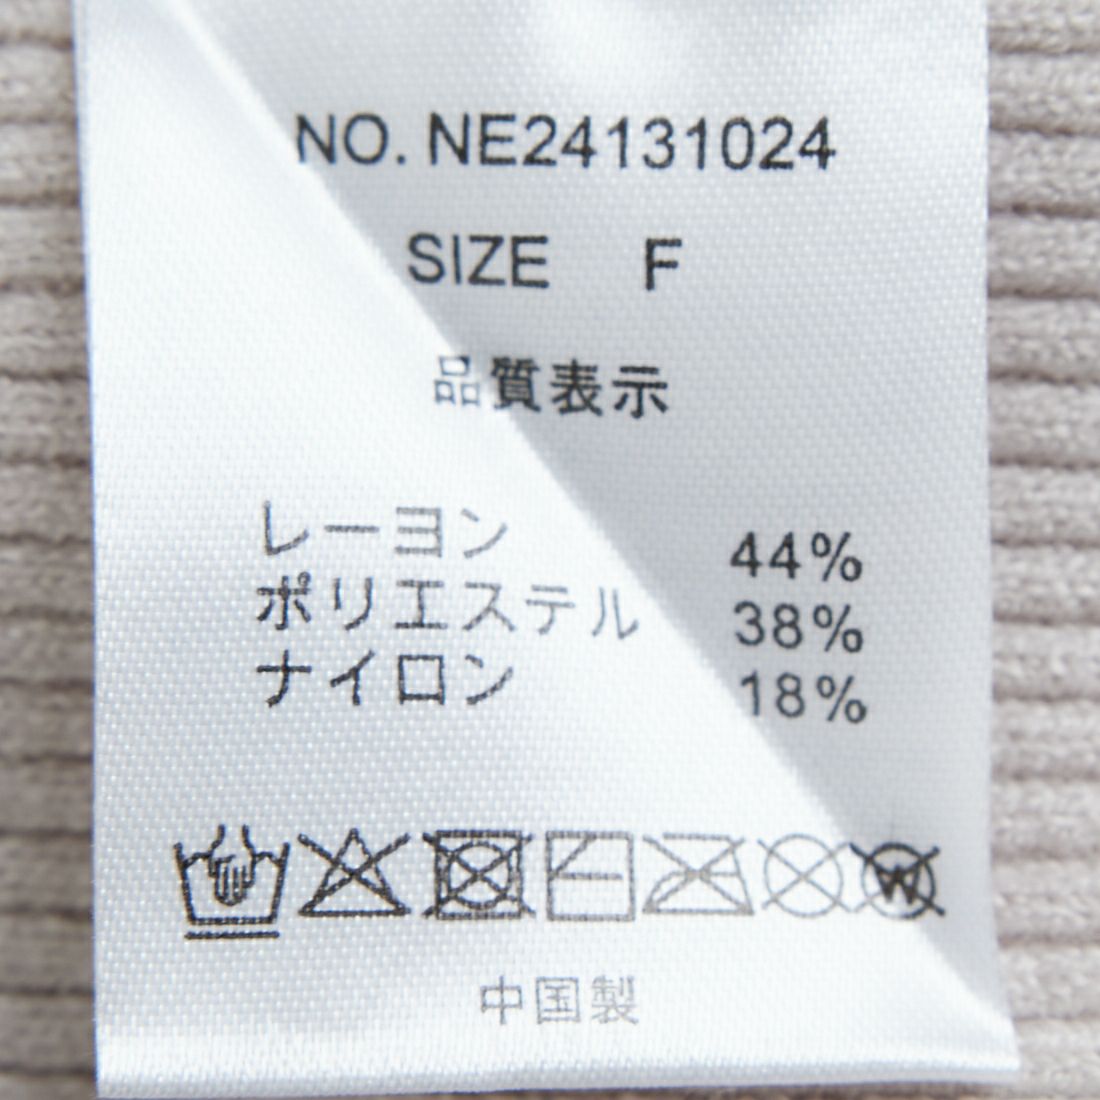 NO. NE24131024
SIZE F
品質表示
レーヨン 44%
ポリエステル 38%
ナイロン 18%
W
中国製